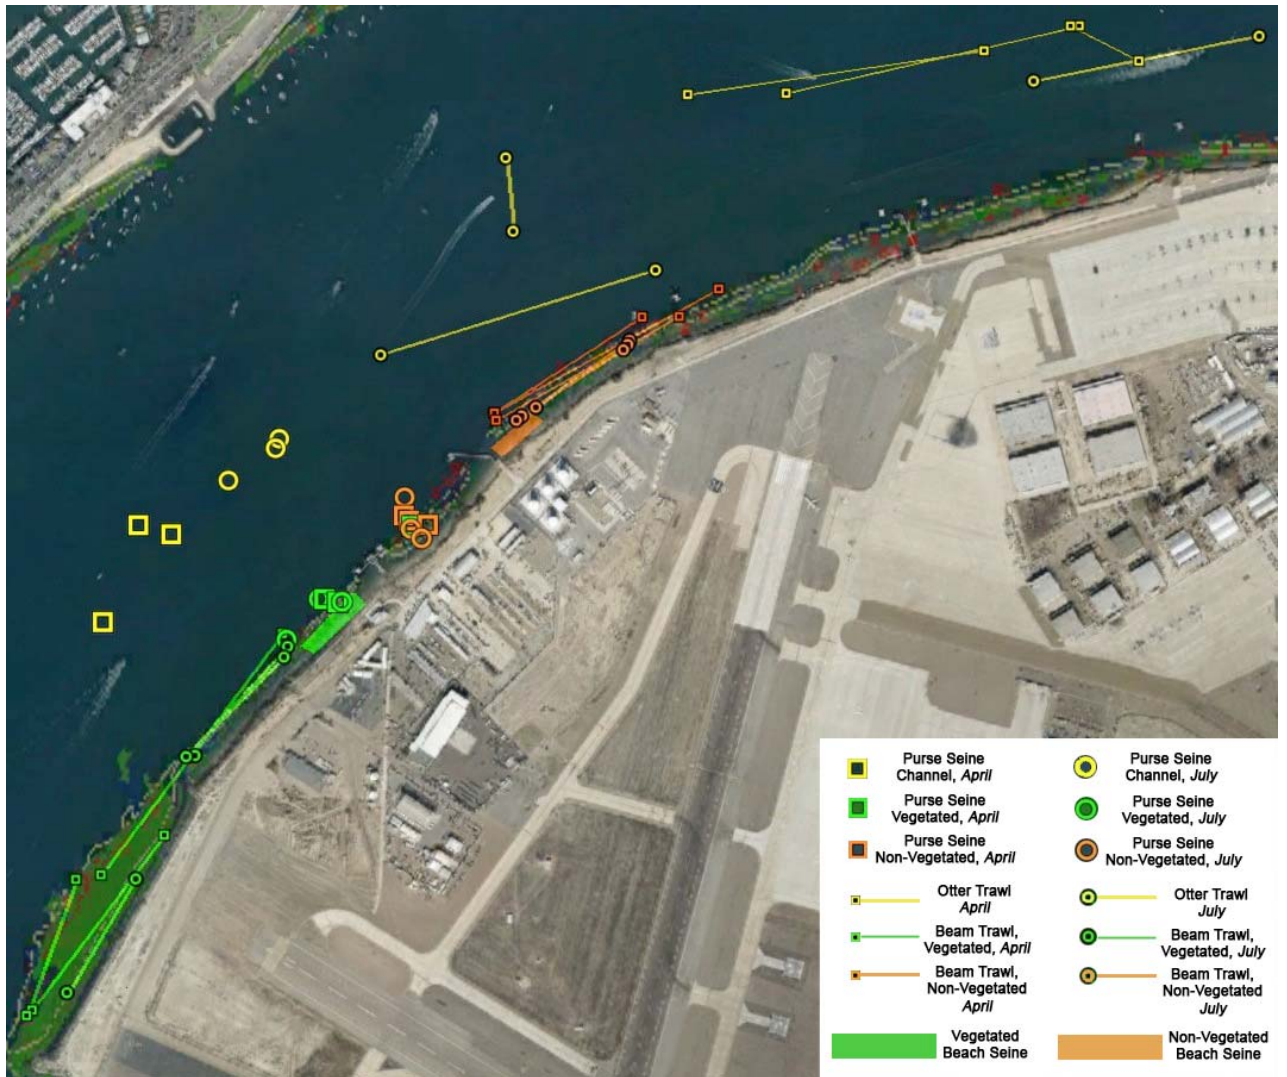 Purse Seine
Channel, April
Purse Seine
Channel, July
Purse Seine
Vegetated, April
Purse Seine
Vegetated, July
Purse Seine
Non-Vegetated, April
Purse Seine
Non-Vegetated, July
Otter Trawl
April
Otter Trawl
July
Beam Trawl,
Vegetated, April
Beam Trawl,
Vegetated, July
Beam Trawl,
Non-Vegetated
April
Beam Trawl,
Non-Vegetated
July
Vegetated
Beach Seine
Non-Vegetated
Beach Seine